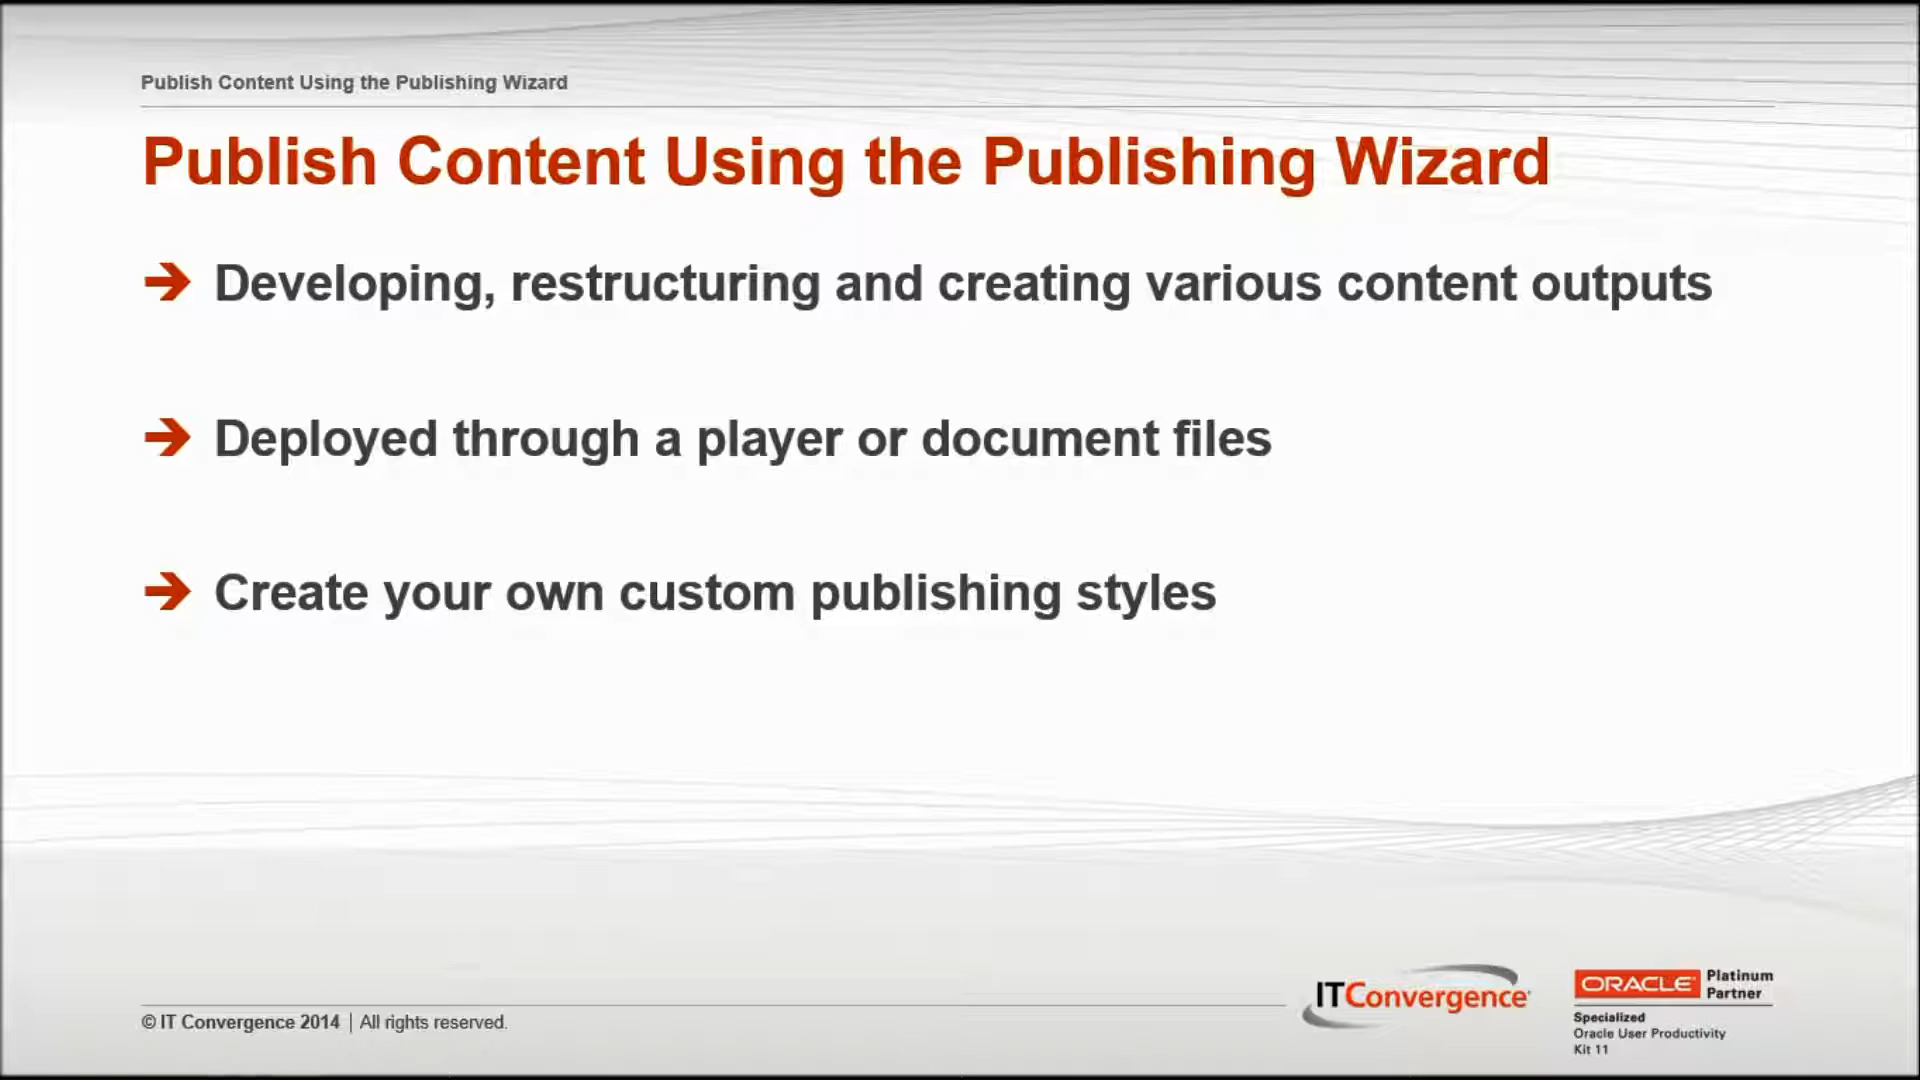 Publish Content Using the Publishing Wizard
Publish Content Using the Publishing Wizard
Developing, restructuring and creating various content outputs
Deployed through a player or document files
Create your own custom publishing styles
© IT Convergence 2014 | All rights reserved.
ITConvergence
ORACLE Platinum
Partner
Specialized
Oracle User Productivity
Kit 11